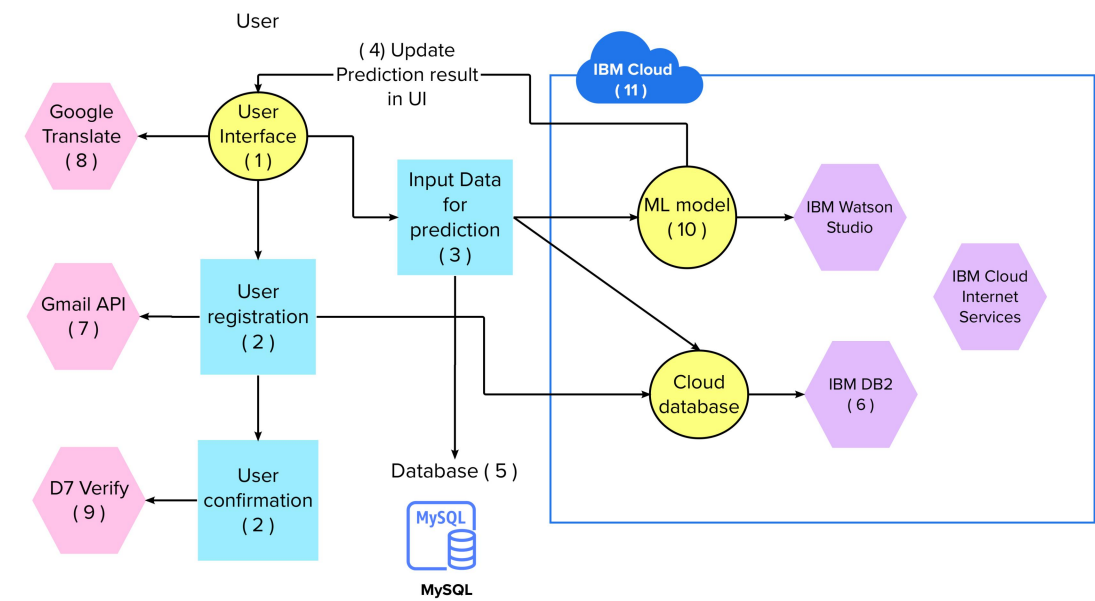 User
( 4) Update
Prediction result
in UI
IBM Cloud
( 11 )
Google
Translate
( 8 )
User
Interface
( 1 )
Input Data
for
prediction
( 3 )
ML model
( 10 )
IBM Watson
Studio
IBM Cloud
Internet
Services
Gmail API
( 7 )
User
registration
( 2 )
Cloud
database
IBM DB2
( 6 )
D7 Verify
( 9 )
User
confirmation
( 2 )
Database ( 5 )
MySQL
MySQL